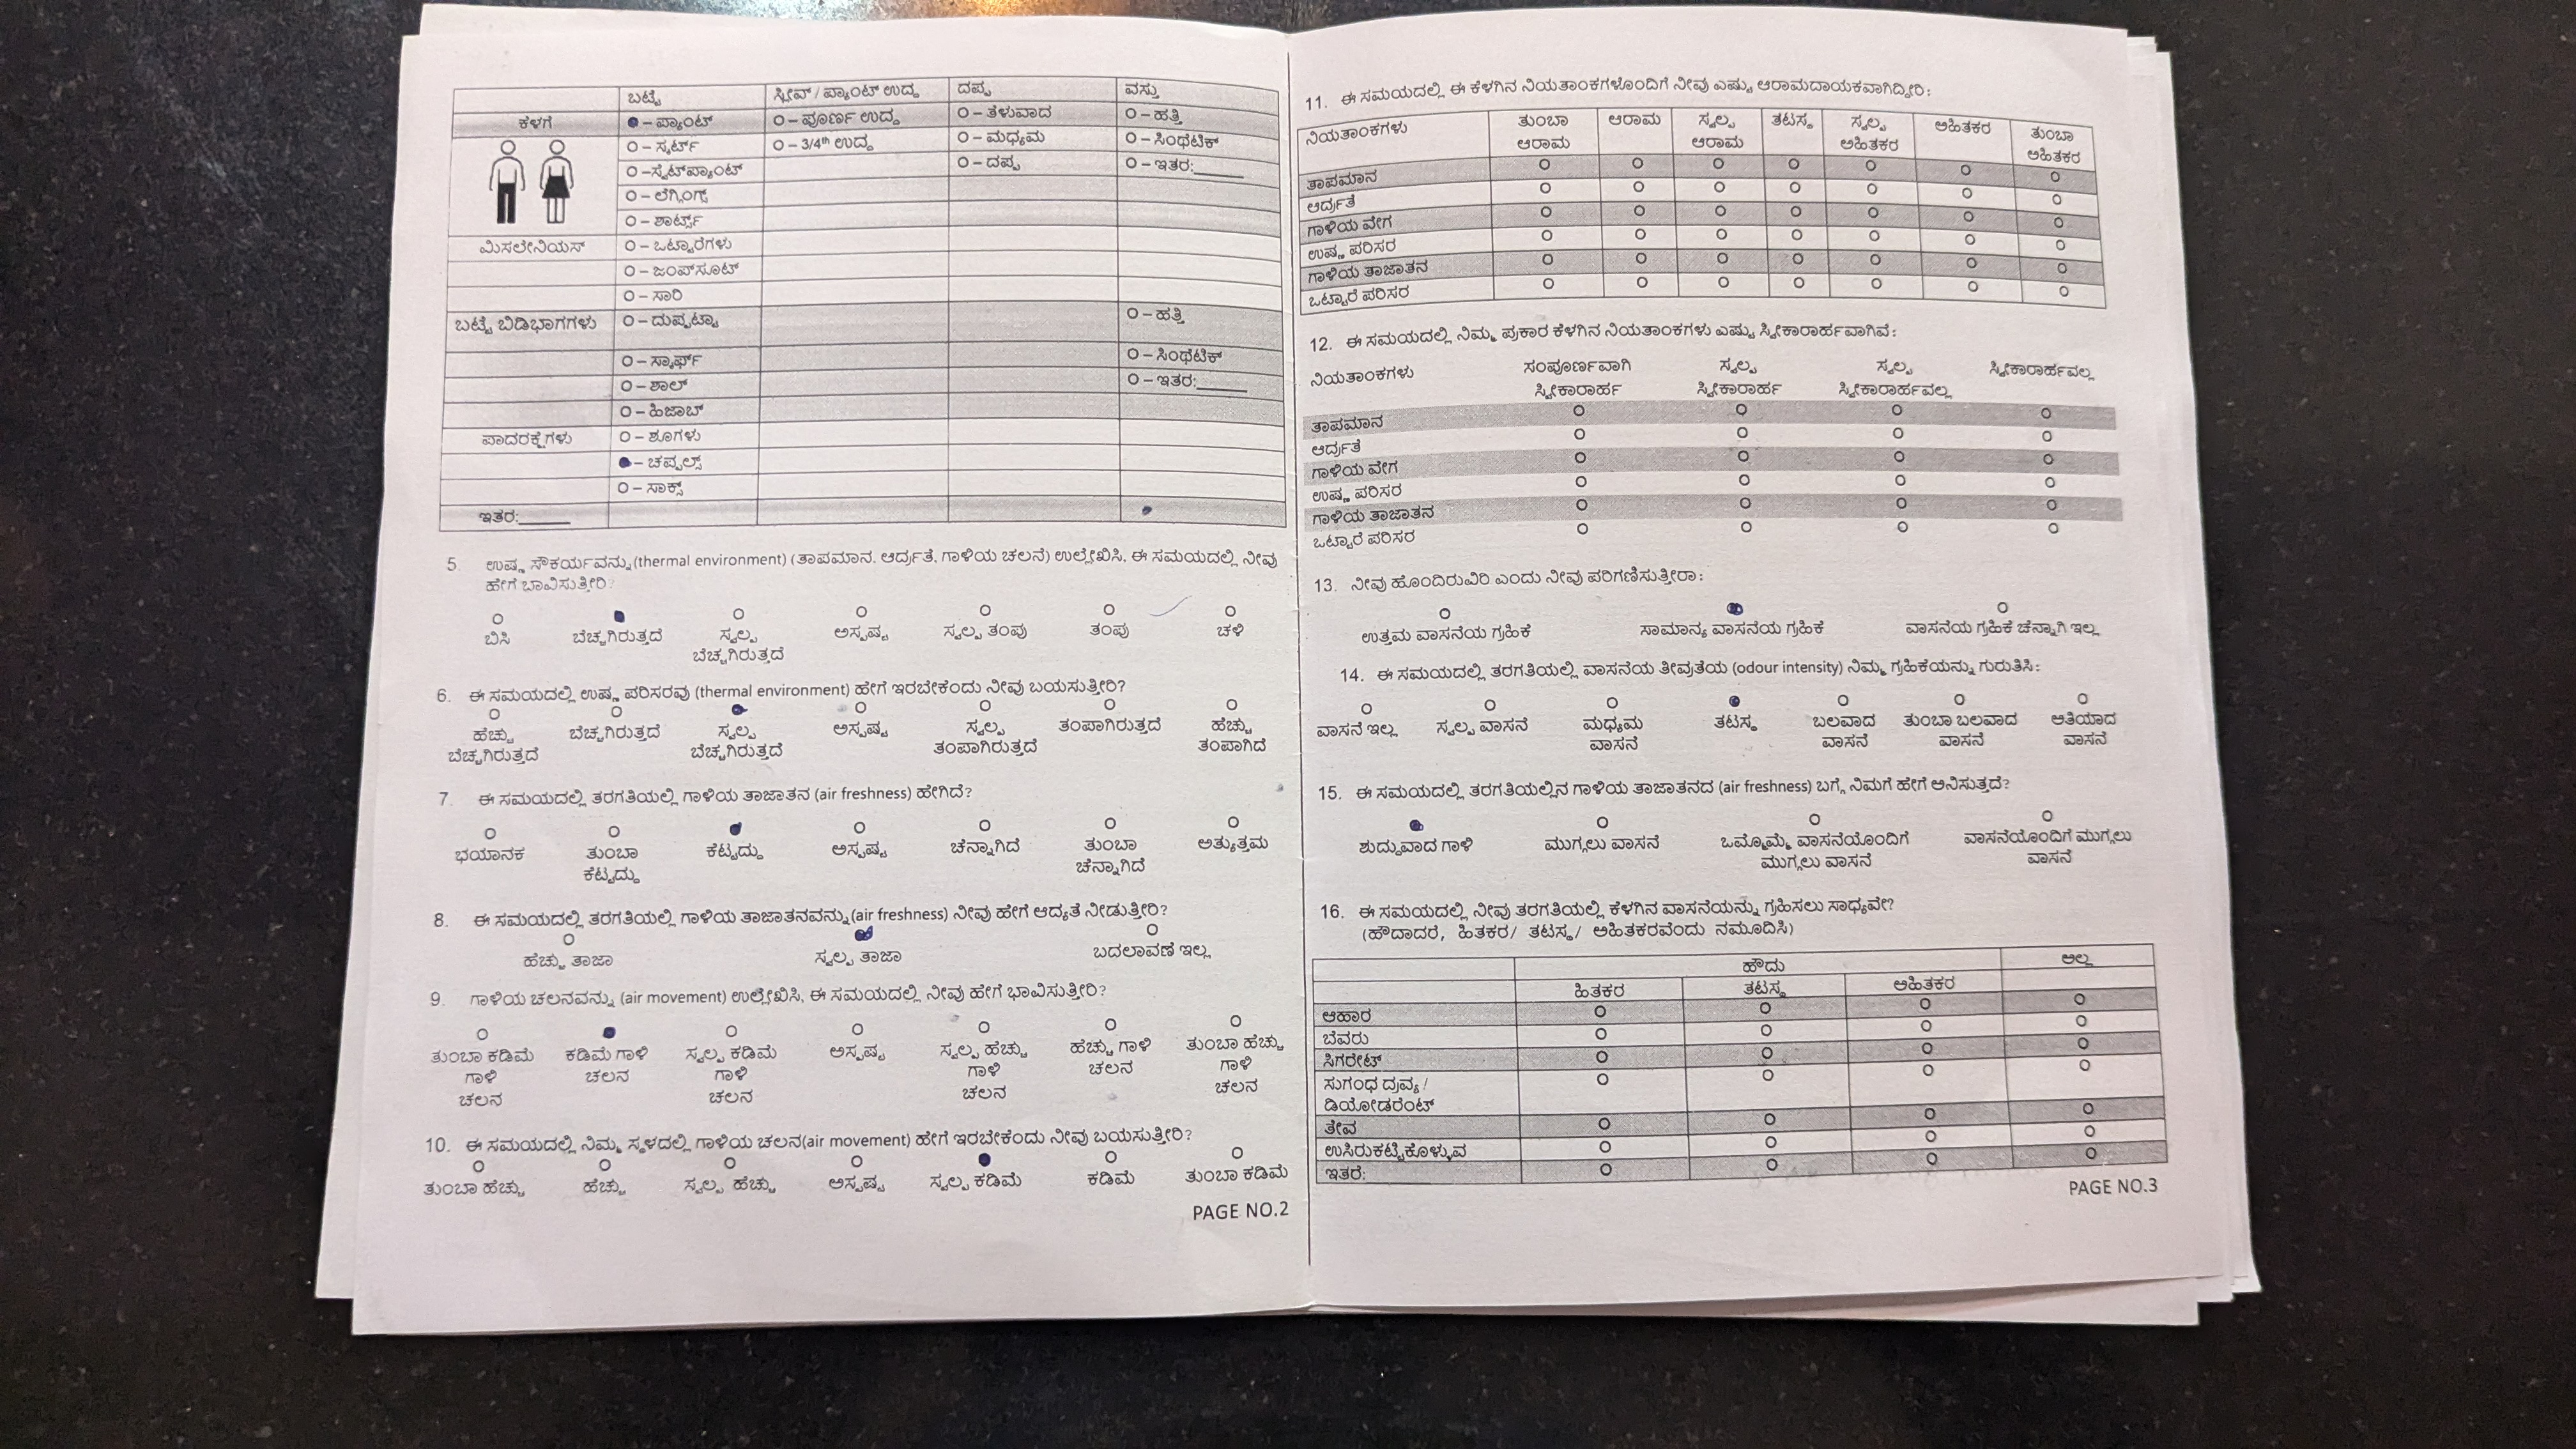 ಬಟ್ಟೆ ಸ್ಲೀವ್ / ಪ್ಯಾಂಟ್ ಉದ್ದ ದಪ್ಪ ವಸ್ತು
ಕೆಳಗೆ ●–ಪ್ಯಾಂಟ್ O–ಪೂರ್ಣ ಉದ್ದ O–ತೆಳುವಾದ O–ಹತ್ತಿ
O–ಸ್ಕರ್ಟ್ O–3/4th ಉದ್ದ O–ಮಧ್ಯಮ O–ಸಿಂಥೆಟಿಕ್
O–ಸ್ವೆಟ್‌ಪ್ಯಾಂಟ್ O–ದಪ್ಪ O–ಇತರ:_____
O–ಲೆಗ್ಗಿಂಗ್ಸ್
O–ಶಾರ್ಟ್ಸ್
ಮಿಸಲೇನಿಯಸ್ O–ಒಟ್ಟಾರೆಗಳು
O–ಜಂಪ್‌ಸೂಟ್
O–ಸಾರಿ
ಬಟ್ಟೆ ಬಿಡಿಭಾಗಗಳು O–ದುಪ್ಪಟ್ಟಾ O–ಹತ್ತಿ
O–ಸ್ಕಾರ್ಫ್ O–ಸಿಂಥೆಟಿಕ್
O–ಶಾಲ್ O–ಇತರ:_____
O–ಹಿಜಾಬ್
ಪಾದರಕ್ಷೆಗಳು O–ಶೂಗಳು
●–ಚಪ್ಪಲ್ಸ್
O–ಸಾಕ್ಸ್
ಇತರ:_____
5. ಉಷ್ಣ ಸೌಕರ್ಯವನ್ನು(thermal environment) (ತಾಪಮಾನ, ಆರ್ದ್ರತೆ, ಗಾಳಿಯ ಚಲನೆ) ಉಲ್ಲೇಖಿಸಿ, ಈ ಸಮಯದಲ್ಲಿ ನೀವು
ಹೇಗೆ ಭಾವಿಸುತ್ತೀರಿ?
ಬಿಸಿ ಬೆಚ್ಚಗಿರುತ್ತದೆ ಸ್ವಲ್ಪ ಅಸ್ಪಷ್ಟ ಸ್ವಲ್ಪ ತಂಪು ತಂಪು ಚಳಿ
ಬೆಚ್ಚಗಿರುತ್ತದೆ
6. ಈ ಸಮಯದಲ್ಲಿ ಉಷ್ಣ ಪರಿಸರವು (thermal environment) ಹೇಗೆ ಇರಬೇಕೆಂದು ನೀವು ಬಯಸುತ್ತೀರಿ?
ಹೆಚ್ಚು ಬೆಚ್ಚಗಿರುತ್ತದೆ ಸ್ವಲ್ಪ ಅಸ್ಪಷ್ಟ ಸ್ವಲ್ಪ ತಂಪಾಗಿರುತ್ತದೆ ಹೆಚ್ಚು
ಬೆಚ್ಚಗಿರುತ್ತದೆ ಬೆಚ್ಚಗಿರುತ್ತದೆ ತಂಪಾಗಿರುತ್ತದೆ ತಂಪಾಗಿದೆ
7. ಈ ಸಮಯದಲ್ಲಿ ತರಗತಿಯಲ್ಲಿ ಗಾಳಿಯ ತಾಜಾತನ (air freshness) ಹೇಗಿದೆ?
ಭಯಾನಕ ತುಂಬಾ ಕೆಟ್ಟದ್ದು ಅಸ್ಪಷ್ಟ ಚೆನ್ನಾಗಿದೆ ತುಂಬಾ ಅತ್ಯುತ್ತಮ
ಕೆಟ್ಟದ್ದು ಚೆನ್ನಾಗಿದೆ
8. ಈ ಸಮಯದಲ್ಲಿ ತರಗತಿಯಲ್ಲಿ ಗಾಳಿಯ ತಾಜಾತನವನ್ನು(air freshness) ನೀವು ಹೇಗೆ ಆದ್ಯತೆ ನೀಡುತ್ತೀರಿ?
ಹೆಚ್ಚು ತಾಜಾ ಸ್ವಲ್ಪ ತಾಜಾ ಬದಲಾವಣೆ ಇಲ್ಲ
9. ಗಾಳಿಯ ಚಲನವನ್ನು (air movement) ಉಲ್ಲೇಖಿಸಿ, ಈ ಸಮಯದಲ್ಲಿ ನೀವು ಹೇಗೆ ಭಾವಿಸುತ್ತೀರಿ?
ತುಂಬಾ ಕಡಿಮೆ ಕಡಿಮೆ ಗಾಳಿ ಸ್ವಲ್ಪ ಕಡಿಮೆ ಅಸ್ಪಷ್ಟ ಸ್ವಲ್ಪ ಹೆಚ್ಚು ಹೆಚ್ಚು ಗಾಳಿ ತುಂಬಾ ಹೆಚ್ಚು
ಗಾಳಿ ಚಲನ ಗಾಳಿ ಗಾಳಿ ಚಲನ ಗಾಳಿ
ಚಲನ ಚಲನ ಚಲನ ಚಲನ
10. ಈ ಸಮಯದಲ್ಲಿ ನಿಮ್ಮ ಸ್ಥಳದಲ್ಲಿ ಗಾಳಿಯ ಚಲನ(air movement) ಹೇಗೆ ಇರಬೇಕೆಂದು ನೀವು ಬಯಸುತ್ತೀರಿ?
ತುಂಬಾ ಹೆಚ್ಚು ಹೆಚ್ಚು ಸ್ವಲ್ಪ ಹೆಚ್ಚು ಅಸ್ಪಷ್ಟ ಸ್ವಲ್ಪ ಕಡಿಮೆ ಕಡಿಮೆ ತುಂಬಾ ಕಡಿಮೆ
PAGE NO.2
11. ಈ ಸಮಯದಲ್ಲಿ ಈ ಕೆಳಗಿನ ನಿಯತಾಂಕಗಳೊಂದಿಗೆ ನೀವು ಎಷ್ಟು ಆರಾಮದಾಯಕವಾಗಿದ್ದೀರಿ:
ನಿಯತಾಂಕಗಳು ತುಂಬಾ ಆರಾಮ ಸ್ವಲ್ಪ ತಟಸ್ಥ ಸ್ವಲ್ಪ ಅಹಿತಕರ ತುಂಬಾ
ಆರಾಮ ಆರಾಮ ಅಹಿತಕರ ಅಹಿತಕರ
ತಾಪಮಾನ
ಆರ್ದ್ರತೆ
ಗಾಳಿಯ ವೇಗ
ಉಷ್ಣ ಪರಿಸರ
ಗಾಳಿಯ ತಾಜಾತನ
ಒಟ್ಟಾರೆ ಪರಿಸರ
12. ಈ ಸಮಯದಲ್ಲಿ ನಿಮ್ಮ ಪ್ರಕಾರ ಕೆಳಗಿನ ನಿಯತಾಂಕಗಳು ಎಷ್ಟು ಸ್ವೀಕಾರಾರ್ಹವಾಗಿವೆ:
ನಿಯತಾಂಕಗಳು ಸಂಪೂರ್ಣವಾಗಿ ಸ್ವಲ್ಪ ಸ್ವಲ್ಪ ಸ್ವೀಕಾರಾರ್ಹವಲ್ಲ
ಸ್ವೀಕಾರಾರ್ಹ ಸ್ವೀಕಾರಾರ್ಹ ಸ್ವೀಕಾರಾರ್ಹವಲ್ಲ
ತಾಪಮಾನ
ಆರ್ದ್ರತೆ
ಗಾಳಿಯ ವೇಗ
ಉಷ್ಣ ಪರಿಸರ
ಗಾಳಿಯ ತಾಜಾತನ
ಒಟ್ಟಾರೆ ಪರಿಸರ
13. ನೀವು ಹೊಂದಿರುವಿರಿ ಎಂದು ನೀವು ಪರಿಗಣಿಸುತ್ತೀರಾ:
ಉತ್ತಮ ವಾಸನೆಯ ಗ್ರಹಿಕೆ ಸಾಮಾನ್ಯ ವಾಸನೆಯ ಗ್ರಹಿಕೆ ವಾಸನೆಯ ಗ್ರಹಿಕೆ ಚೆನ್ನಾಗಿ ಇಲ್ಲ
14. ಈ ಸಮಯದಲ್ಲಿ ತರಗತಿಯಲ್ಲಿ ವಾಸನೆಯ ತೀವ್ರತೆಯ (odour intensity) ನಿಮ್ಮ ಗ್ರಹಿಕೆಯನ್ನು ಗುರುತಿಸಿ:
ವಾಸನೆ ಇಲ್ಲ ಸ್ವಲ್ಪ ವಾಸನೆ ಮಧ್ಯಮ ತಟಸ್ಥ ಬಲವಾದ ತುಂಬಾ ಬಲವಾದ ಅತಿಯಾದ
ವಾಸನೆ ವಾಸನೆ ವಾಸನೆ ವಾಸನೆ
15. ಈ ಸಮಯದಲ್ಲಿ ತರಗತಿಯಲ್ಲಿನ ಗಾಳಿಯ ತಾಜಾತನದ (air freshness) ಬಗ್ಗೆ ನಿಮಗೆ ಹೇಗೆ ಅನಿಸುತ್ತದೆ?
ಶುದ್ಧವಾದ ಗಾಳಿ ಮುಗ್ಗಲು ವಾಸನೆ ಒಮ್ಮೊಮ್ಮೆ ವಾಸನೆಯೊಂದಿಗೆ ವಾಸನೆಯೊಂದಿಗೆ ಮುಗ್ಗಲು
ಮುಗ್ಗಲು ವಾಸನೆ ವಾಸನೆ
16. ಈ ಸಮಯದಲ್ಲಿ ನೀವು ತರಗತಿಯಲ್ಲಿ ಕೆಳಗಿನ ವಾಸನೆಯನ್ನು ಗ್ರಹಿಸಲು ಸಾಧ್ಯವೇ?
(ಹೌದಾದರೆ, ಹಿತಕರ/ ತಟಸ್ಥ/ ಅಹಿತಕರವೆಂದು ನಮೂದಿಸಿ)
ಹೌದು ಅಲ್ಲ
ಹಿತಕರ ತಟಸ್ಥ ಅಹಿತಕರ
ಆಹಾರ
ಬೆವರು
ಸಿಗರೇಟ್
ಸುಗಂಧ ದ್ರವ್ಯ/
ಡಿಯೋಡರೆಂಟ್
ತೇವ
ಉಸಿರುಕಟ್ಟಿಕೊಳ್ಳುವ
ಇತರೆ:_____
PAGE NO.3